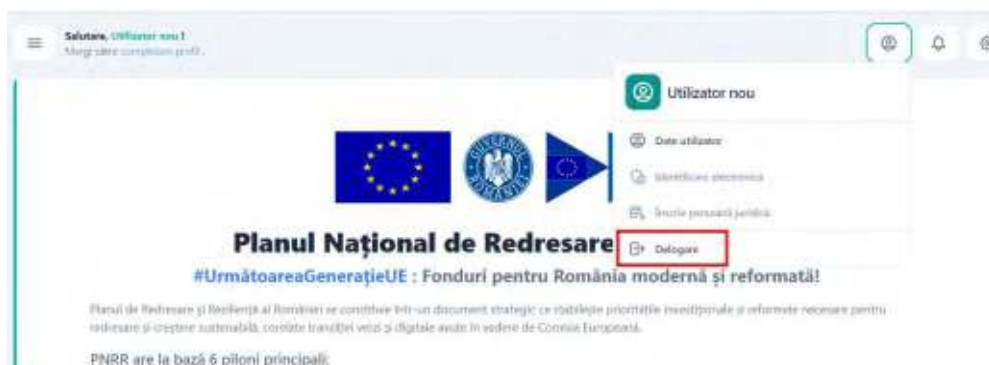 Salutare, Utilizator nou !
Mergi către completare profil .
Utilizator nou
Date utilizator
Identificare electronică
Înscrie persoană juridică
Delogare
GUVERNUL ROMÂNIEI
Planul Național de Redresare
#UrmătoareaGenerațieUE : Fonduri pentru România modernă și reformată!
Planul de Redresare și Reziliență al României se constituie într-un document strategic ce stabilește prioritățile investiționale și reformele necesare pentru
redresare și creștere sustenabilă, corelate tranziției verzi și digitale avute în vedere de Comisia Europeană.
PNRR are la bază 6 piloni principali: